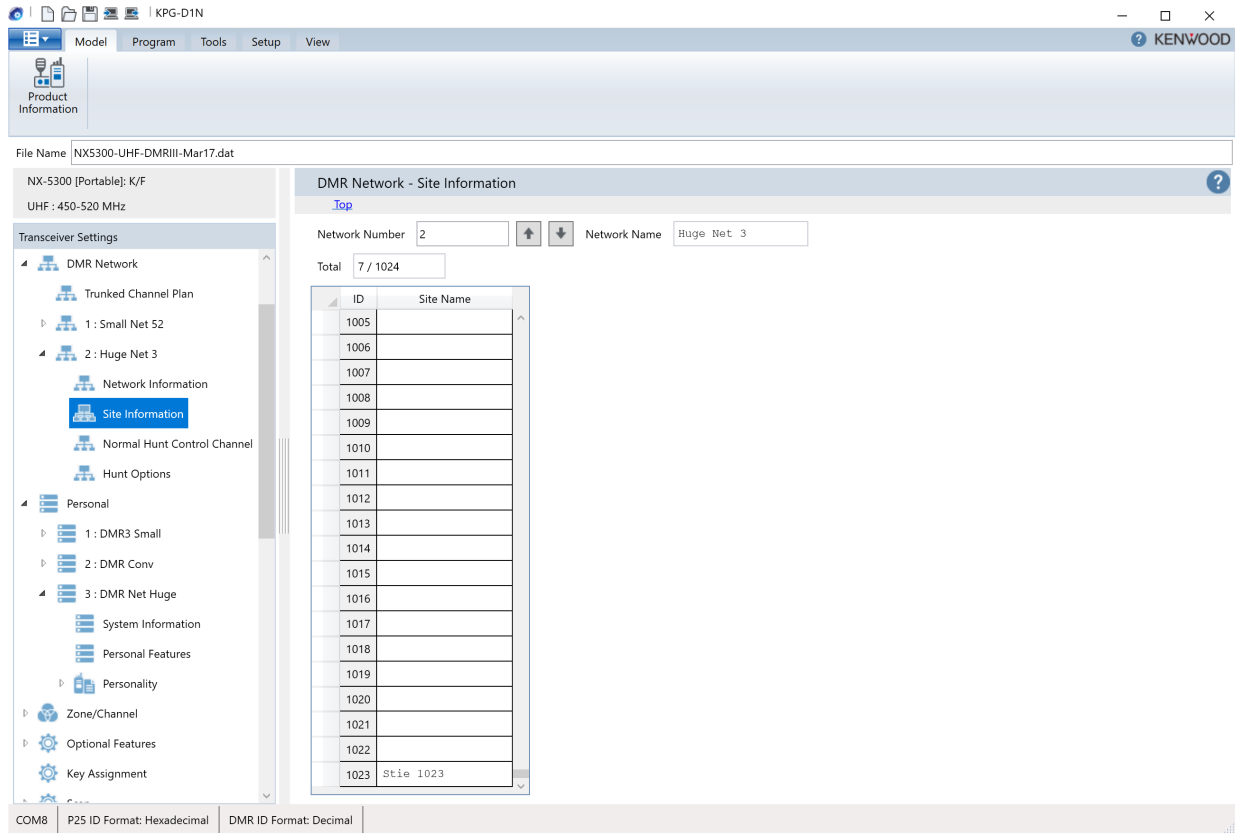 KPG-D1N
Model Program Tools Setup View
KENWOOD
Product
Information
File Name NX5300-UHF-DMRIII-Mar17.dat
NX-5300 [Portable]: K/F
UHF : 450-520 MHz
Transceiver Settings
DMR Network
Trunked Channel Plan
1 : Small Net 52
2 : Huge Net 3
Network Information
Site Information
Normal Hunt Control Channel
Hunt Options
Personal
1 : DMR3 Small
2 : DMR Conv
3 : DMR Net Huge
System Information
Personal Features
Personality
Zone/Channel
Optional Features
Key Assignment
DMR Network - Site Information
Top
Network Number 2 Network Name Huge Net 3
Total 7 / 1024
ID Site Name
1005
1006
1007
1008
1009
1010
1011
1012
1013
1014
1015
1016
1017
1018
1019
1020
1021
1022
1023 Stie 1023
COM8 P25 ID Format: Hexadecimal DMR ID Format: Decimal